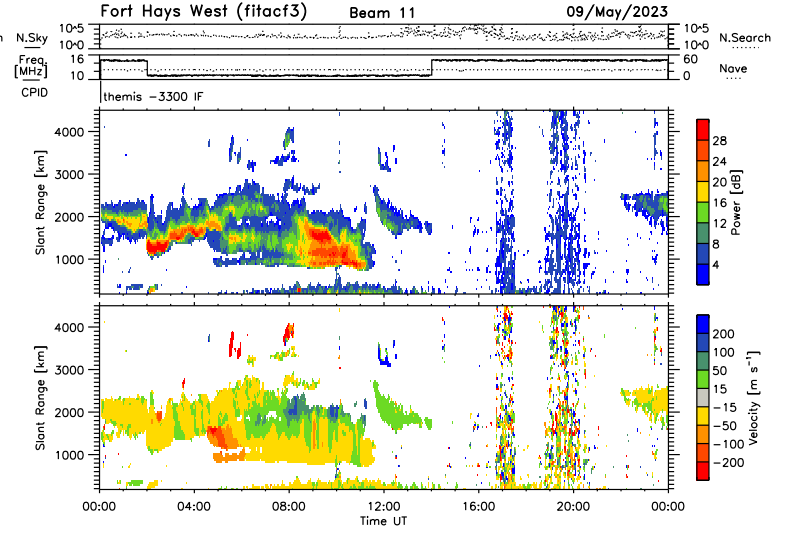 Fort Hays West (fitacf3) Beam 11 09/May/2023
N.Sky 10^5 10^0 10^5 10^0 N.Search
Freq. [MHz] 16 10 60 0 Nave
CPID themis -3300 IF
Slant Range [km] 4000 3000 2000 1000
28 24 20 16 12 8 4 Power [dB]
Slant Range [km] 4000 3000 2000 1000
200 100 50 15 -15 -50 -100 -200 Velocity [m s⁻¹]
00:00 04:00 08:00 12:00 16:00 20:00 00:00
Time UT